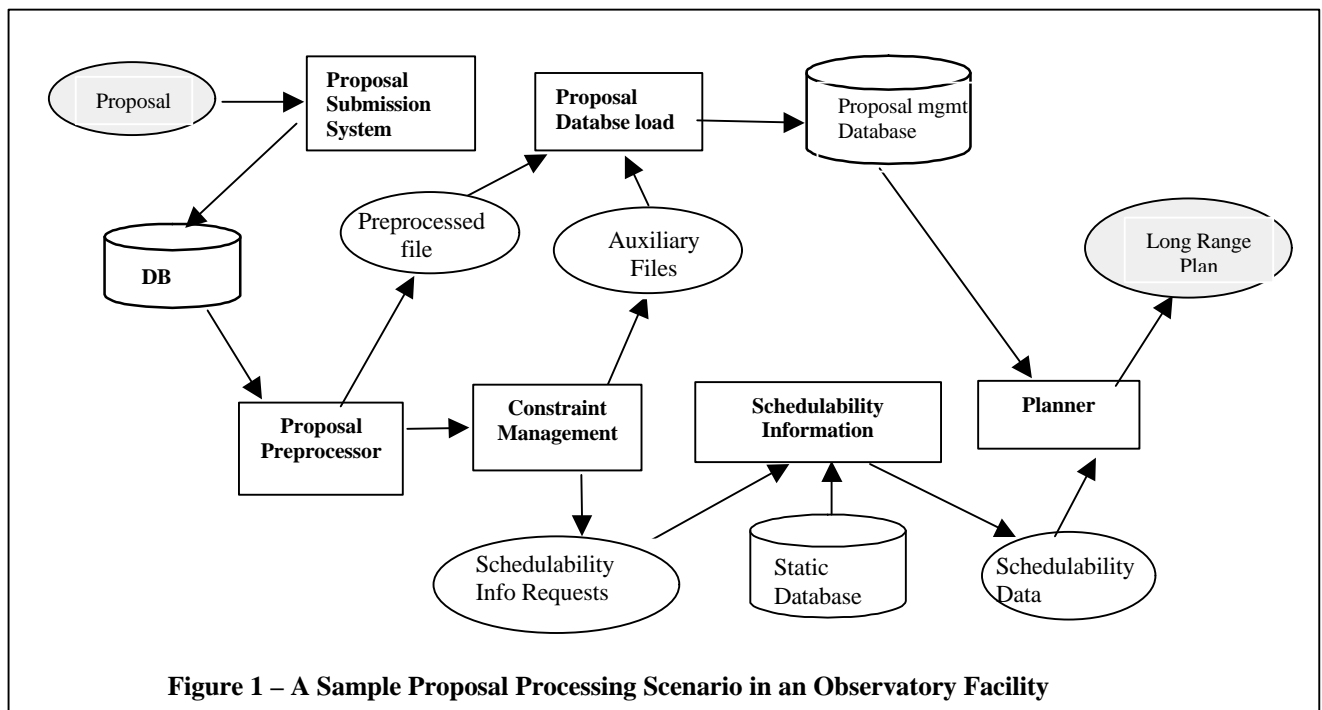 Proposal
Proposal
Submission
System
Proposal
Databse load
Proposal mgmt
Database
DB
Preprocessed
file
Auxiliary
Files
Long Range
Plan
Proposal
Preprocessor
Constraint
Management
Schedulability
Information
Planner
Schedulability
Info Requests
Static
Database
Schedulability
Data
Figure 1 – A Sample Proposal Processing Scenario in an Observatory Facility